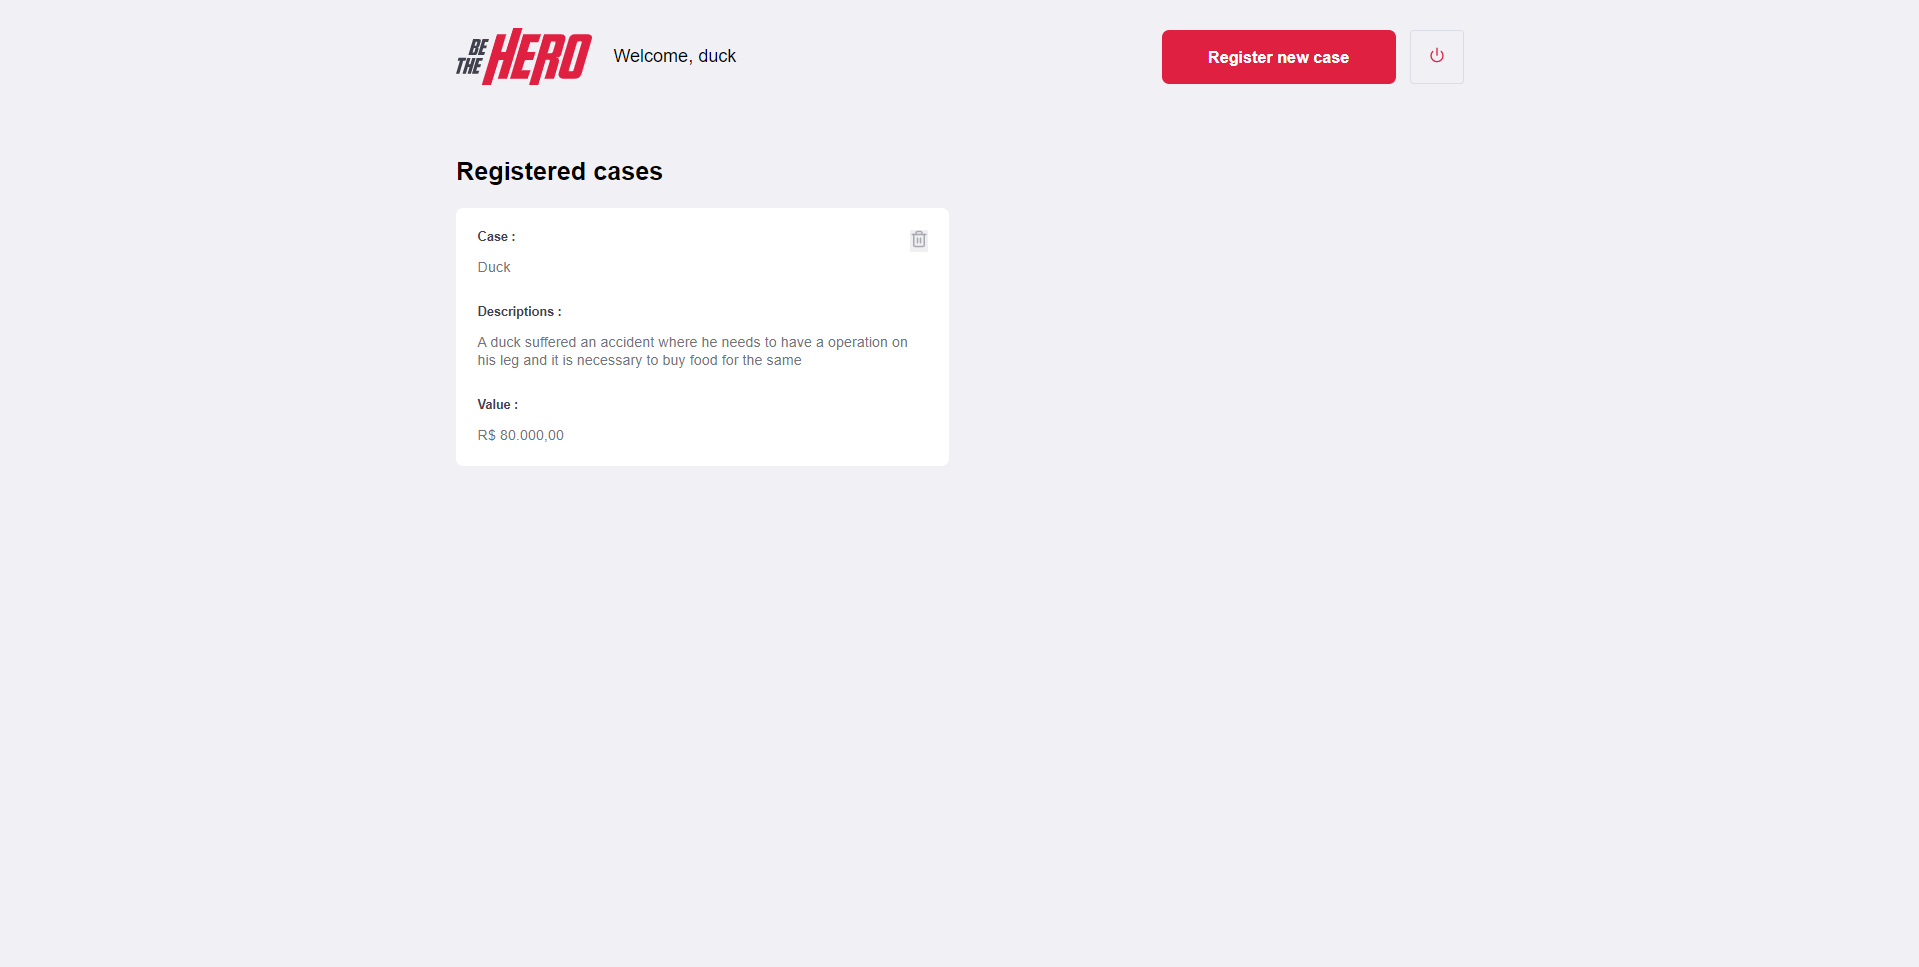 BE
THE HERO
Welcome, duck
Register new case
Registered cases
Case :
Duck
Descriptions :
A duck suffered an accident where he needs to have a operation on
his leg and it is necessary to buy food for the same
Value :
R$ 80.000,00